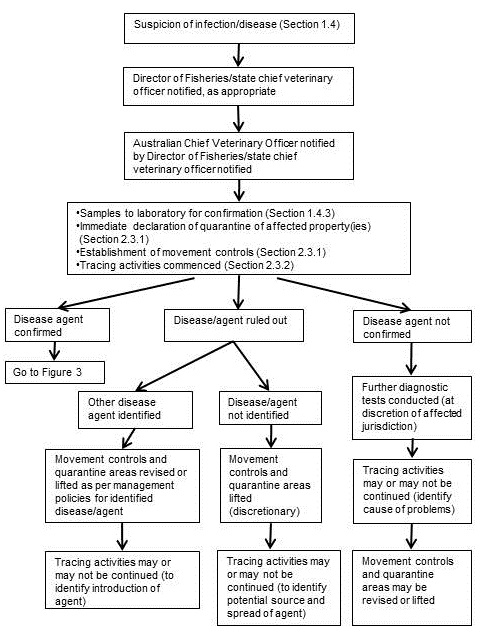 Suspicion of infection/disease (Section 1.4)
Director of Fisheries/state chief veterinary
officer notified, as appropriate
Australian Chief Veterinary Officer notified
by Director of Fisheries/state chief
veterinary officer notified
•Samples to laboratory for confirmation (Section 1.4.3)
•Immediate declaration of quarantine of affected property(ies)
(Section 2.3.1)
•Establishment of movement controls (Section 2.3.1)
•Tracing activities commenced (Section 2.3.2)
Disease agent
confirmed
Go to Figure 3
Disease/agent ruled out
Disease agent not
confirmed
Other disease
agent identified
Disease/agent
not identified
Further diagnostic
tests conducted (at
discretion of affected
jurisdiction)
Movement controls and
quarantine areas revised or
lifted as per management
policies for identified
disease/agent
Movement
controls and
quarantine areas
lifted
(discretionary)
Tracing activities
may or may not be
continued (identify
cause of problems)
Tracing activities may or
may not be continued (to
identify introduction of
agent)
Tracing activities may
or may not be
continued (to identify
potential source and
spread of agent)
Movement controls
and quarantine
areas may be
revised or lifted